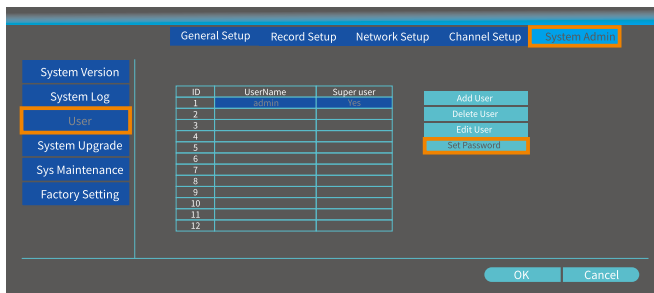 General Setup Record Setup Network Setup Channel Setup System Admin
System Version
System Log
User
System Upgrade
Sys Maintenance
Factory Setting
ID UserName Super user
1 admin Yes
2
3
4
5
6
7
8
9
10
11
12
Add User
Delete User
Edit User
Set Password
OK Cancel